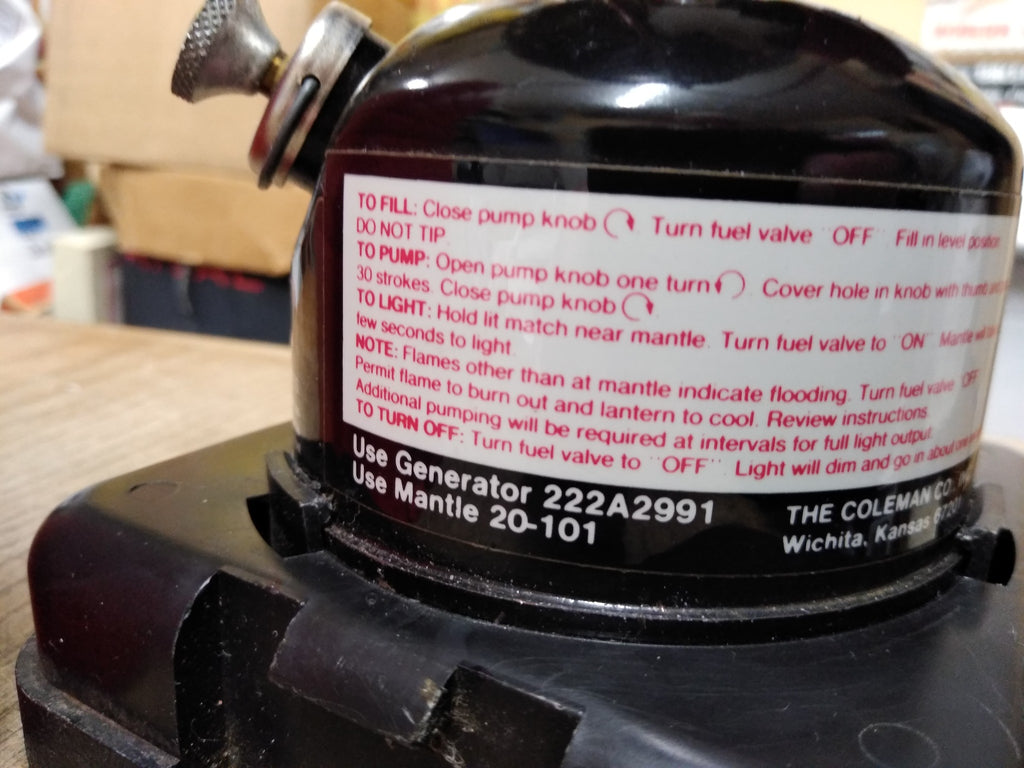 TO FILL: Close pump knob Turn fuel valve "OFF" Fill in level position
DO NOT TIP.
TO PUMP: Open pump knob one turn Cover hole in knob with thumb and
30 strokes. Close pump knob
TO LIGHT: Hold lit match near mantle. Turn fuel valve to "ON" Mantle will
few seconds to light.
NOTE: Flames other than at mantle indicate flooding. Turn fuel valve "OFF"
Permit flame to burn out and lantern to cool. Review instructions.
Additional pumping will be required at intervals for full light output.
TO TURN OFF: Turn fuel valve to "OFF". Light will dim and go in about one
Use Generator 222A2991
Use Mantle 20-101
THE COLEMAN CO.
Wichita, Kansas